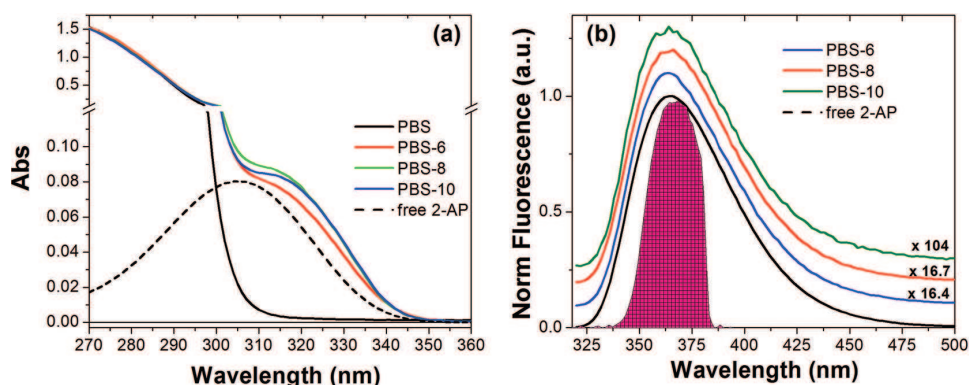 (a)
1.5
1.0
0.5
0.10
0.08
0.06
0.04
0.02
0.00
Abs
PBS
PBS-6
PBS-8
PBS-10
free 2-AP
270 280 290 300 310 320 330 340 350 360
Wavelength (nm)
(b)
1.0
0.5
0.0
Norm Fluorescence (a.u.)
PBS-6
PBS-8
PBS-10
free 2-AP
x 104
x 16.7
x 16.4
325 350 375 400 425 450 475 500
Wavelength (nm)